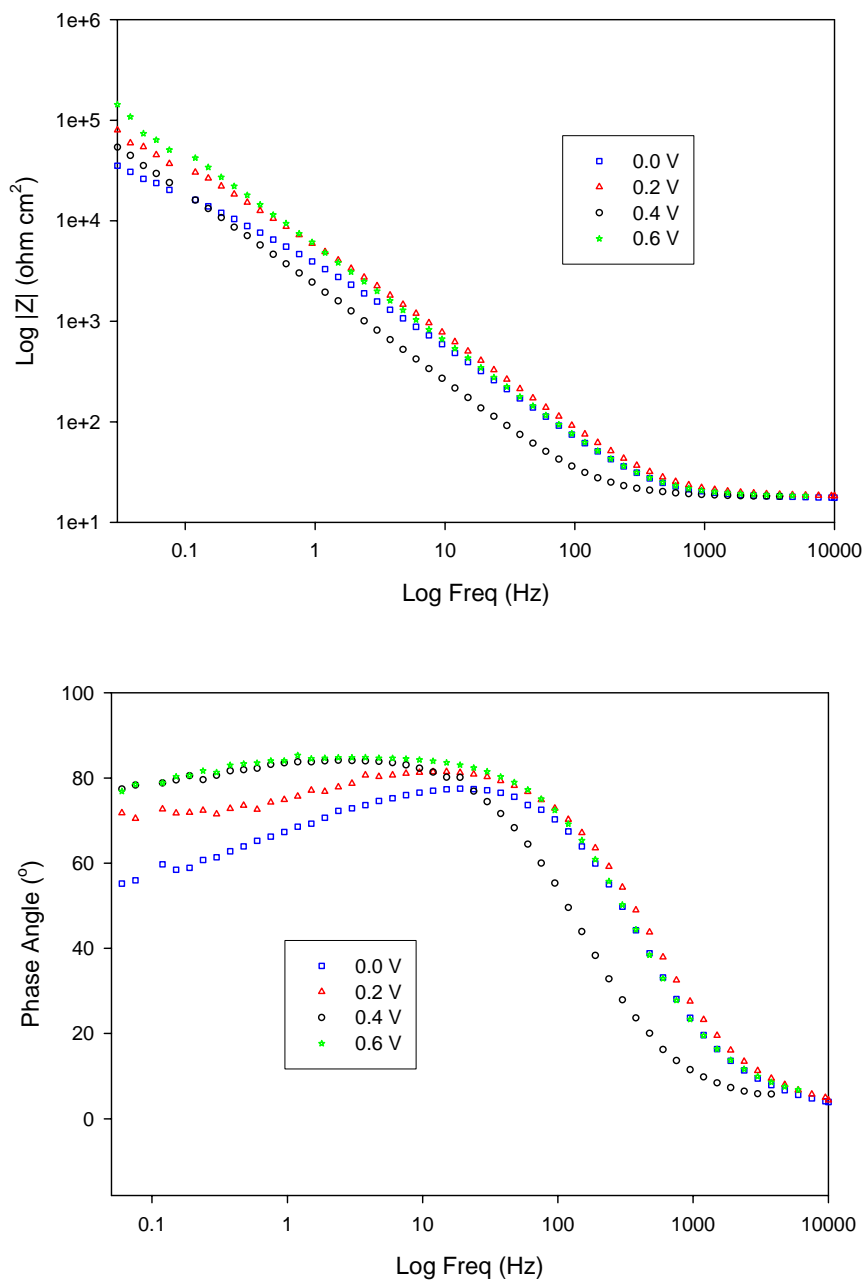 1e+6
1e+5
1e+4
1e+3
1e+2
1e+1
Log |Z| (ohm cm²)
0.0 V
0.2 V
0.4 V
0.6 V
0.1 1 10 100 1000 10000
Log Freq (Hz)
100
80
60
40
20
0
Phase Angle (°)
0.0 V
0.2 V
0.4 V
0.6 V
0.1 1 10 100 1000 10000
Log Freq (Hz)